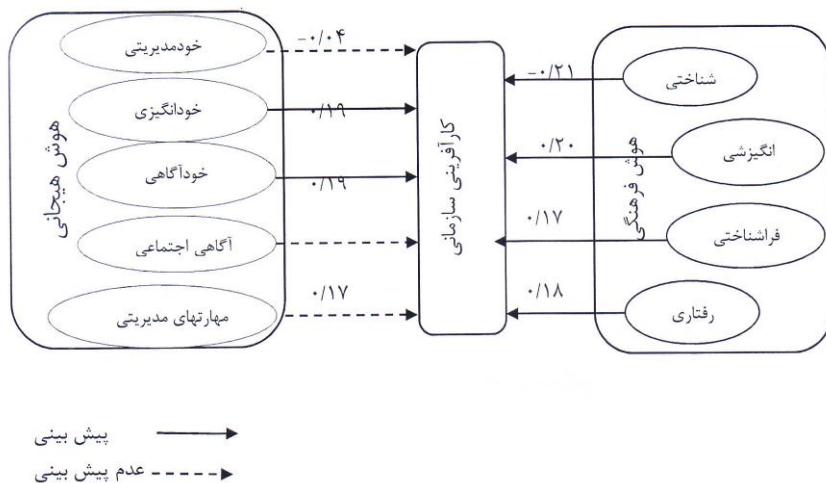 هوش هیجانی
خودمدیریتی
خودانگیزی
خودآگاهی
آگاهی اجتماعی
مهارتهای مدیریتی
-۰/۰۴
۰/۱۹
۰/۱۹
۰/۱۷
کارآفرینی سازمانی
-۰/۲۱
۰/۲۰
۰/۱۷
۰/۱۸
شناختی
انگیزشی
فراشناختی
رفتاری
هوش فرهنگی
پیش بینی
عدم پیش بینی